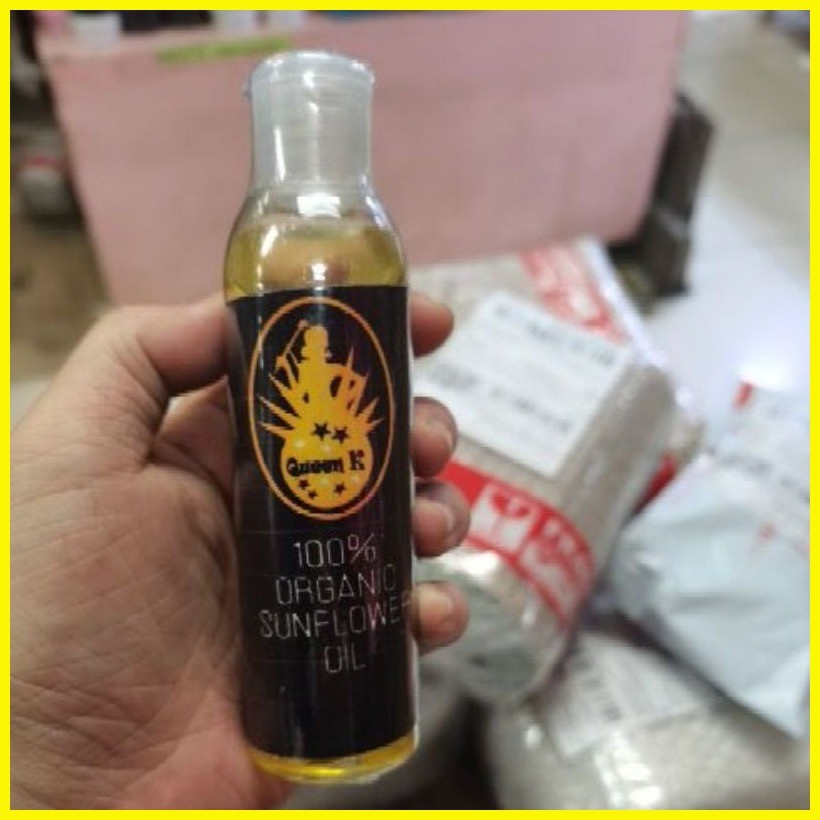 Queen K
100%
ORGANIC
SUNFLOWER
OIL